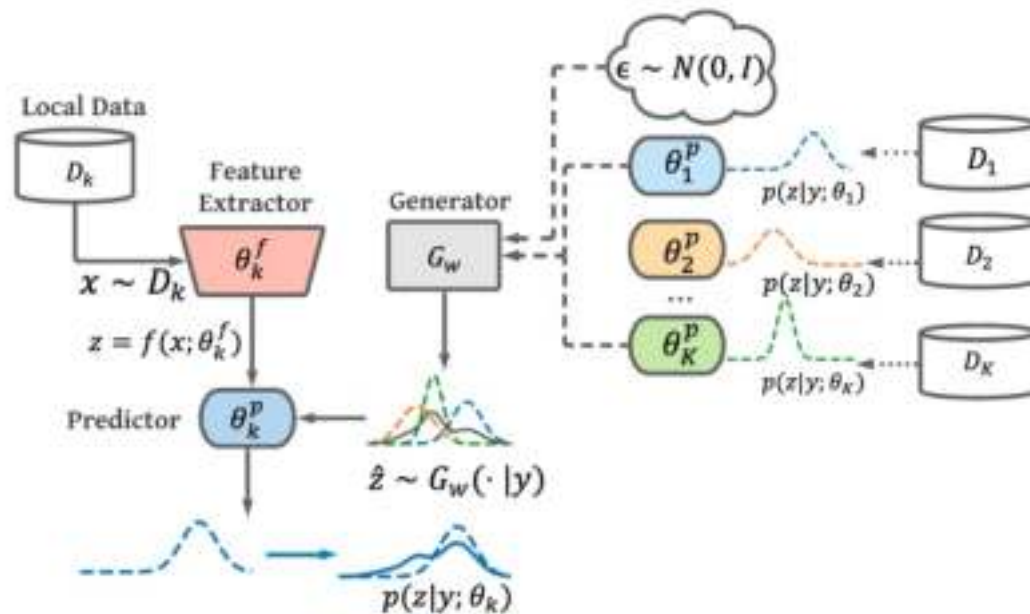 ϵ ~ N(0, I)
Local Data
D_k
Feature
Extractor
θ_k^f
x ~ D_k
z = f(x; θ_k^f)
Predictor
θ_k^p
Generator
G_w
ẑ ~ G_w(· |y)
p(z|y; θ_k)
θ_1^p
p(z|y; θ_1)
D_1
θ_2^p
p(z|y; θ_2)
D_2
...
θ_K^p
p(z|y; θ_K)
D_K